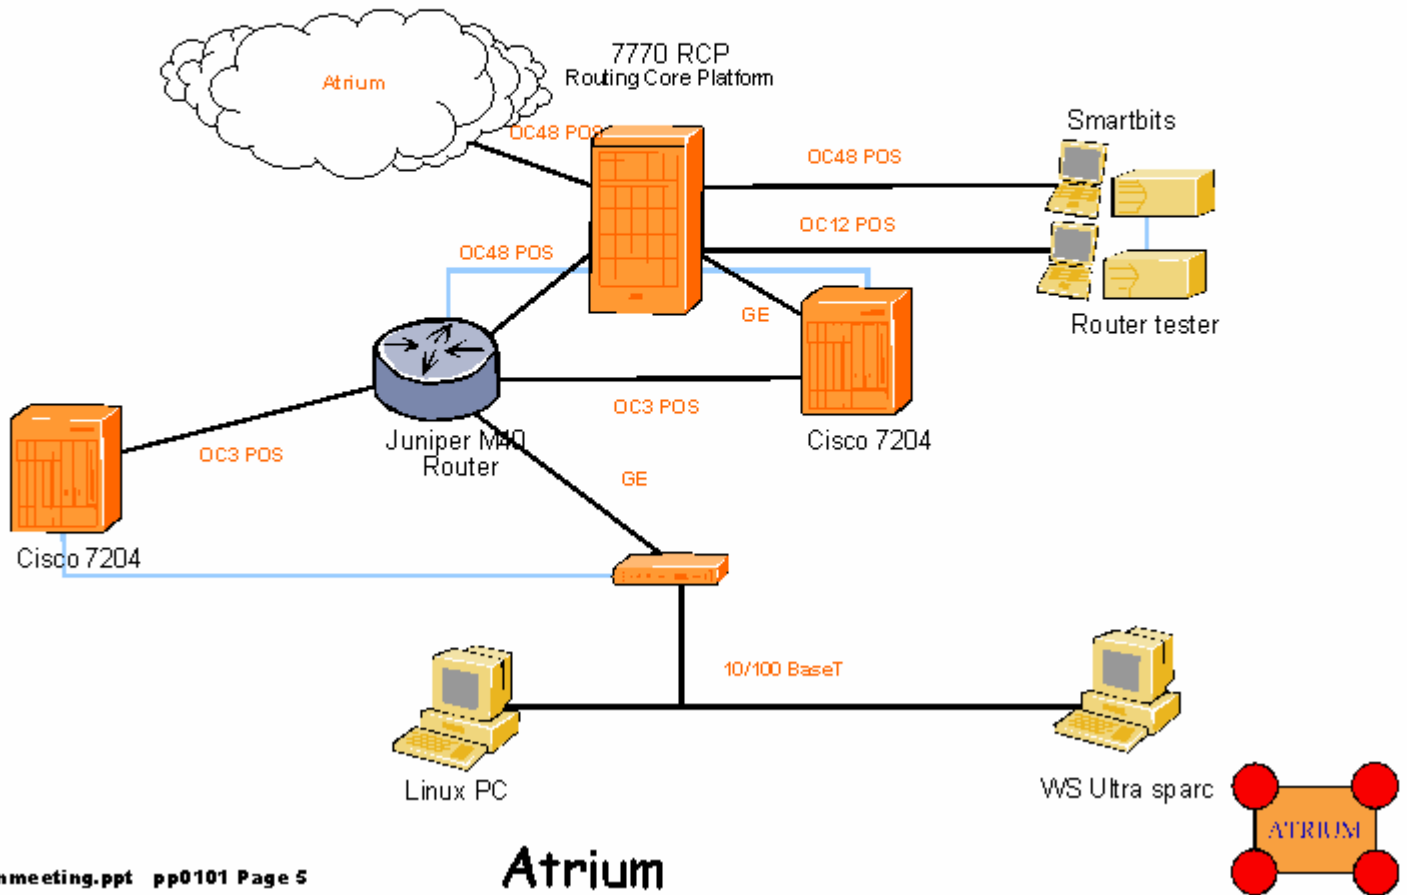 7770 RCP
Routing Core Platform
Atrium
OC48 POS
OC48 POS
Smartbits
OC12 POS
OC48 POS
GE
Router tester
OC3 POS
Juniper M40
Router
Cisco 7204
OC3 POS
GE
Cisco 7204
10/100 BaseT
Linux PC
WS Ultra sparc
ATRIUM
Atrium
meeting.ppt pp0101 Page 5